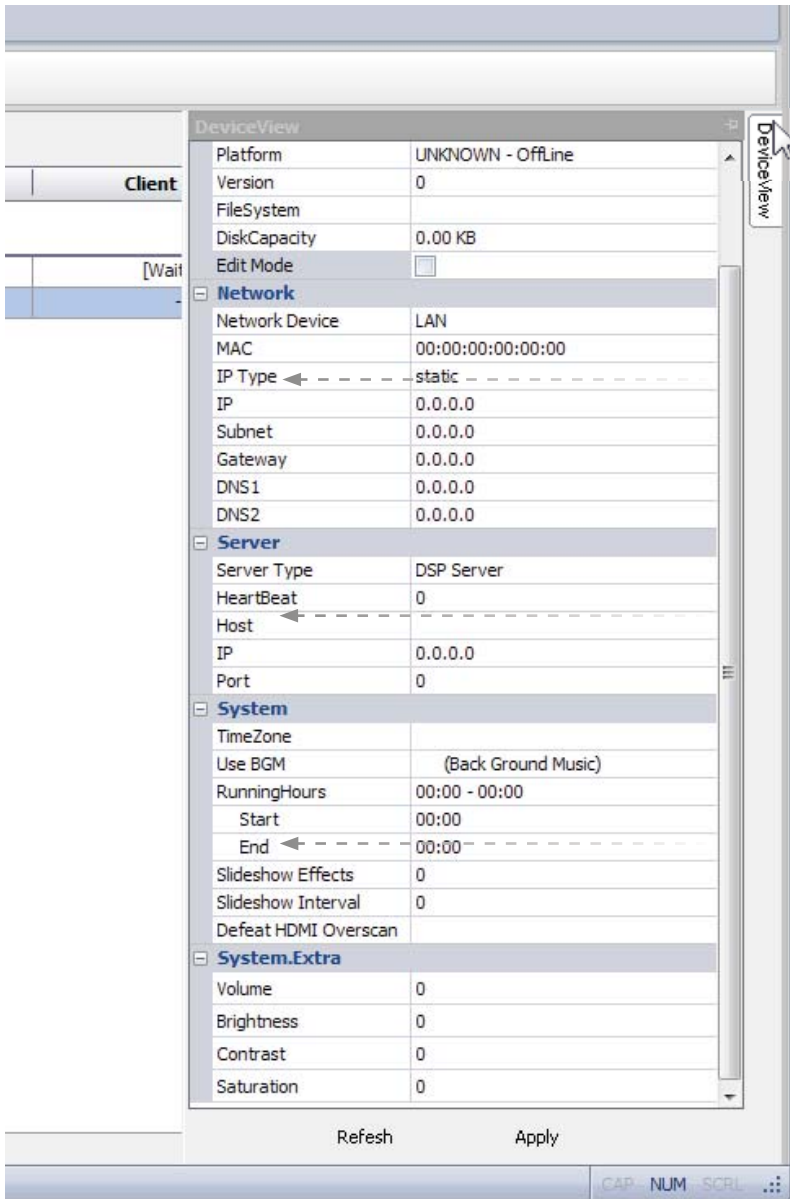 DeviceView
DeviceView
Platform UNKNOWN - OffLine
Client
Version 0
FileSystem
DiskCapacity 0.00 KB
Edit Mode
[Wait
-
Network
Network Device LAN
MAC 00:00:00:00:00:00
IP Type static
IP 0.0.0.0
Subnet 0.0.0.0
Gateway 0.0.0.0
DNS1 0.0.0.0
DNS2 0.0.0.0
Server
Server Type DSP Server
HeartBeat 0
Host
IP 0.0.0.0
Port 0
System
TimeZone
Use BGM (Back Ground Music)
RunningHours 00:00 - 00:00
Start 00:00
End 00:00
Slideshow Effects 0
Slideshow Interval 0
Defeat HDMI Overscan
System.Extra
Volume 0
Brightness 0
Contrast 0
Saturation 0
Refesh Apply
CAP NUM SCRL